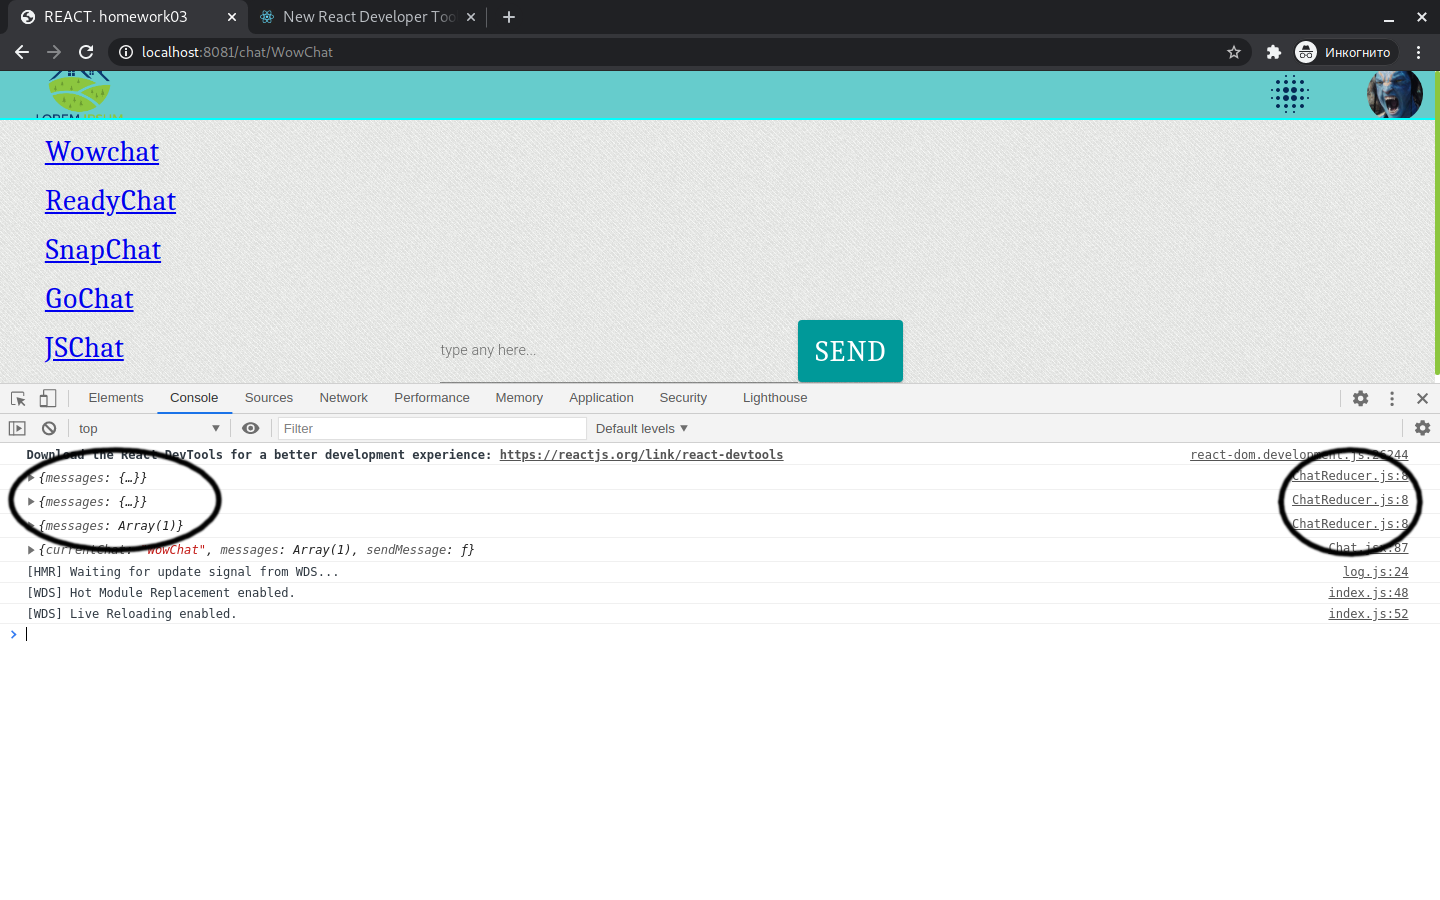 REACT. homework03
New React Developer Too
localhost:8081/chat/WowChat
Инкогнито
LOREM IPSUM
Wowchat
ReadyChat
SnapChat
GoChat
JSChat
type any here...
SEND
Elements Console Sources Network Performance Memory Application Security Lighthouse
top Filter Default levels ▼
Download the React DevTools for a better development experience: https://reactjs.org/link/react-devtools react-dom.development.js:26244
▶{messages: {…}} ChatReducer.js:8
▶{messages: {…}} ChatReducer.js:8
▶{messages: Array(1)} ChatReducer.js:8
▶{currentChat: "WowChat", messages: Array(1), sendMessage: ƒ} Chat.jsx:87
[HMR] Waiting for update signal from WDS... log.js:24
[WDS] Hot Module Replacement enabled. index.js:48
[WDS] Live Reloading enabled. index.js:52